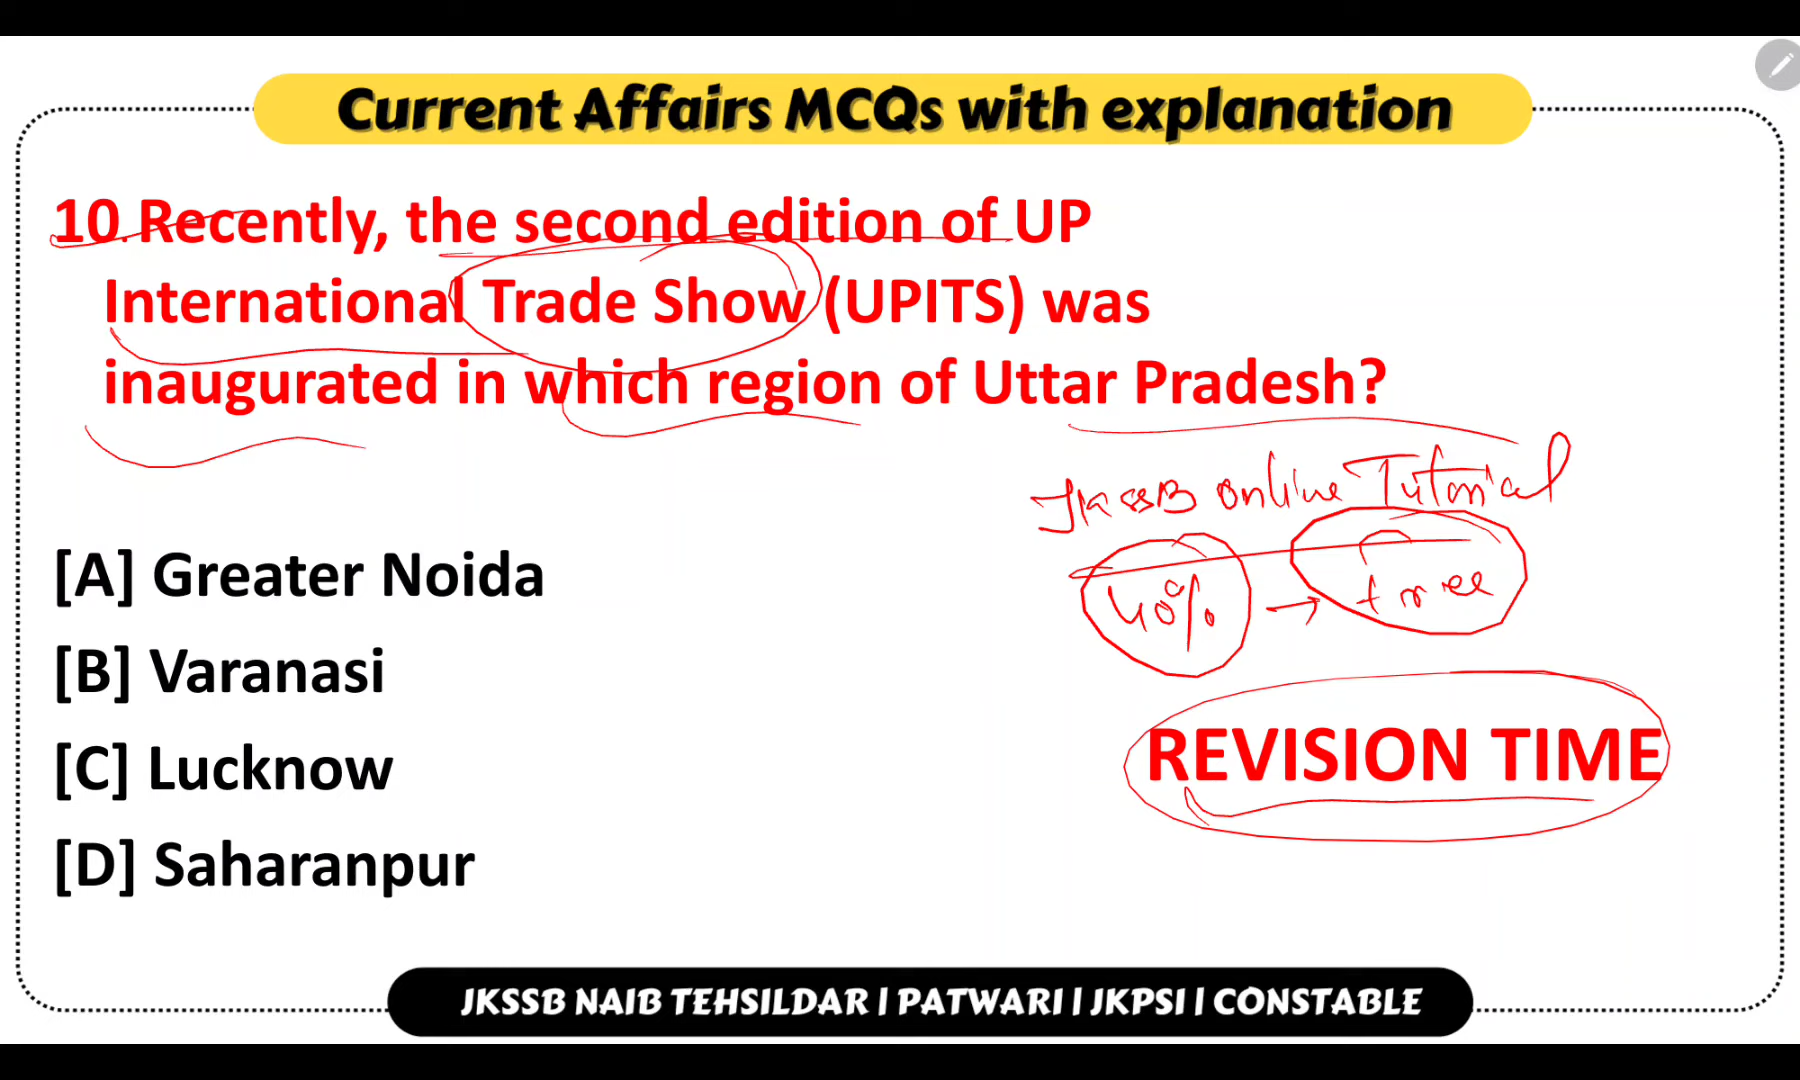 Current Affairs MCQs with explanation
10. Recently, the second edition of UP
International Trade Show (UPITS) was
inaugurated in which region of Uttar Pradesh?
JKSSB Online Tutorial
40% → free
[A] Greater Noida
[B] Varanasi
[C] Lucknow
[D] Saharanpur
REVISION TIME
JKSSB NAIB TEHSILDAR | PATWARI | JKPSI | CONSTABLE